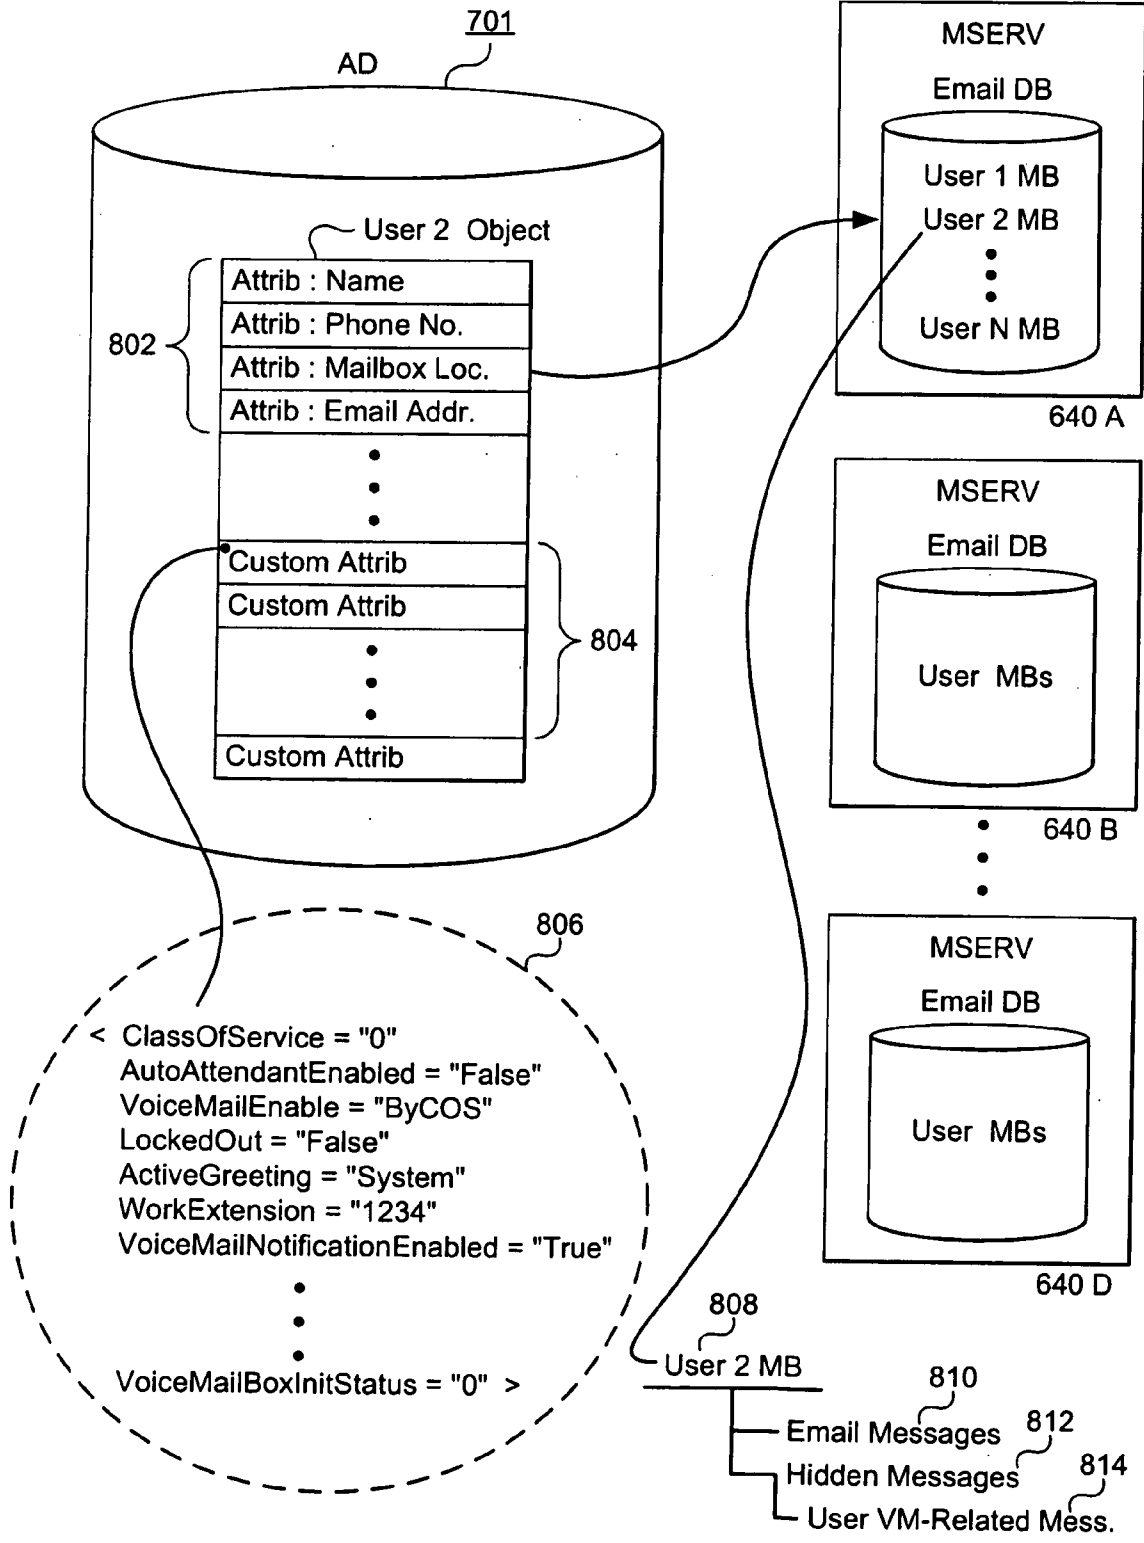 701
AD
User 2 Object
Attrib : Name
Attrib : Phone No.
Attrib : Mailbox Loc.
Attrib : Email Addr.
802
Custom Attrib
Custom Attrib
804
Custom Attrib
MSERV
Email DB
User 1 MB
User 2 MB
User N MB
640 A
MSERV
Email DB
User MBs
640 B
MSERV
Email DB
User MBs
640 D
806
< ClassOfService = "0"
AutoAttendantEnabled = "False"
VoiceMailEnable = "ByCOS"
LockedOut = "False"
ActiveGreeting = "System"
WorkExtension = "1234"
VoiceMailNotificationEnabled = "True"
VoiceMailBoxInitStatus = "0" >
808
User 2 MB
810
Email Messages
812
Hidden Messages
814
User VM-Related Mess.